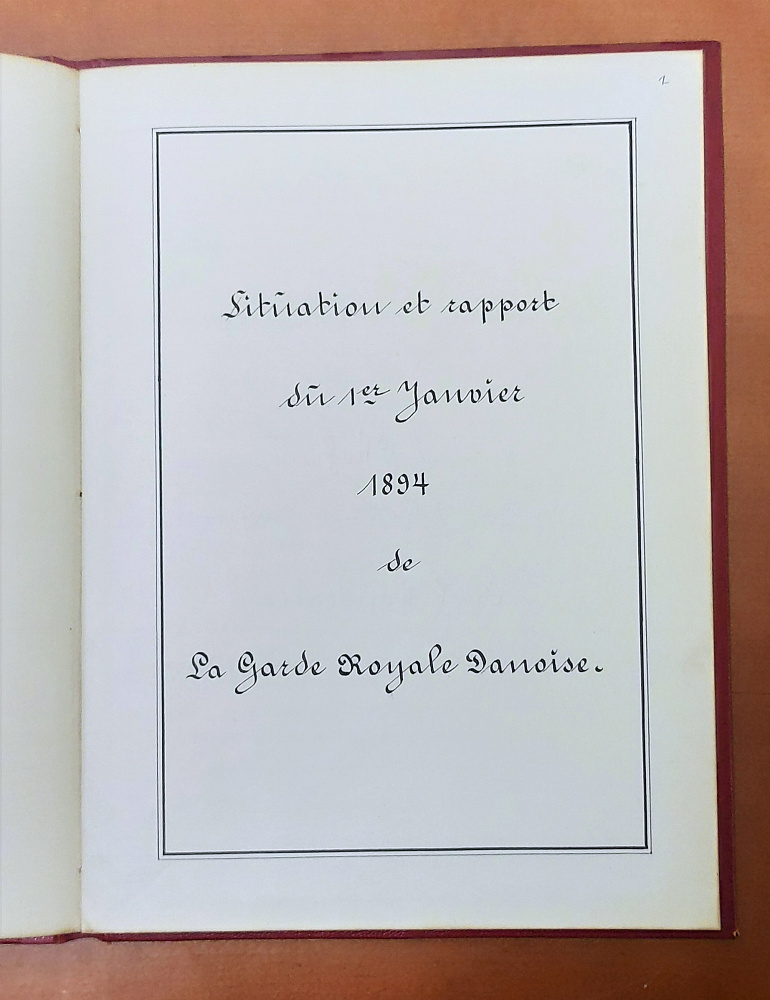 1
Situation et rapport
du 1er Janvier
1894
de
La Garde Royale Danoise.